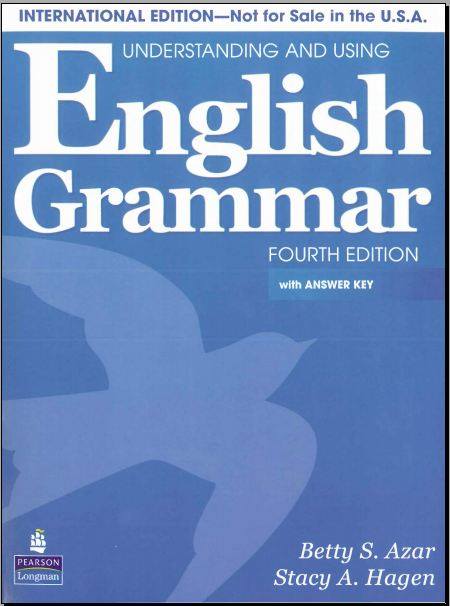 INTERNATIONAL EDITION—Not for Sale in the U.S.A.
UNDERSTANDING AND USING
English
Grammar
FOURTH EDITION
with ANSWER KEY
PEARSON
Longman
Betty S. Azar
Stacy A. Hagen